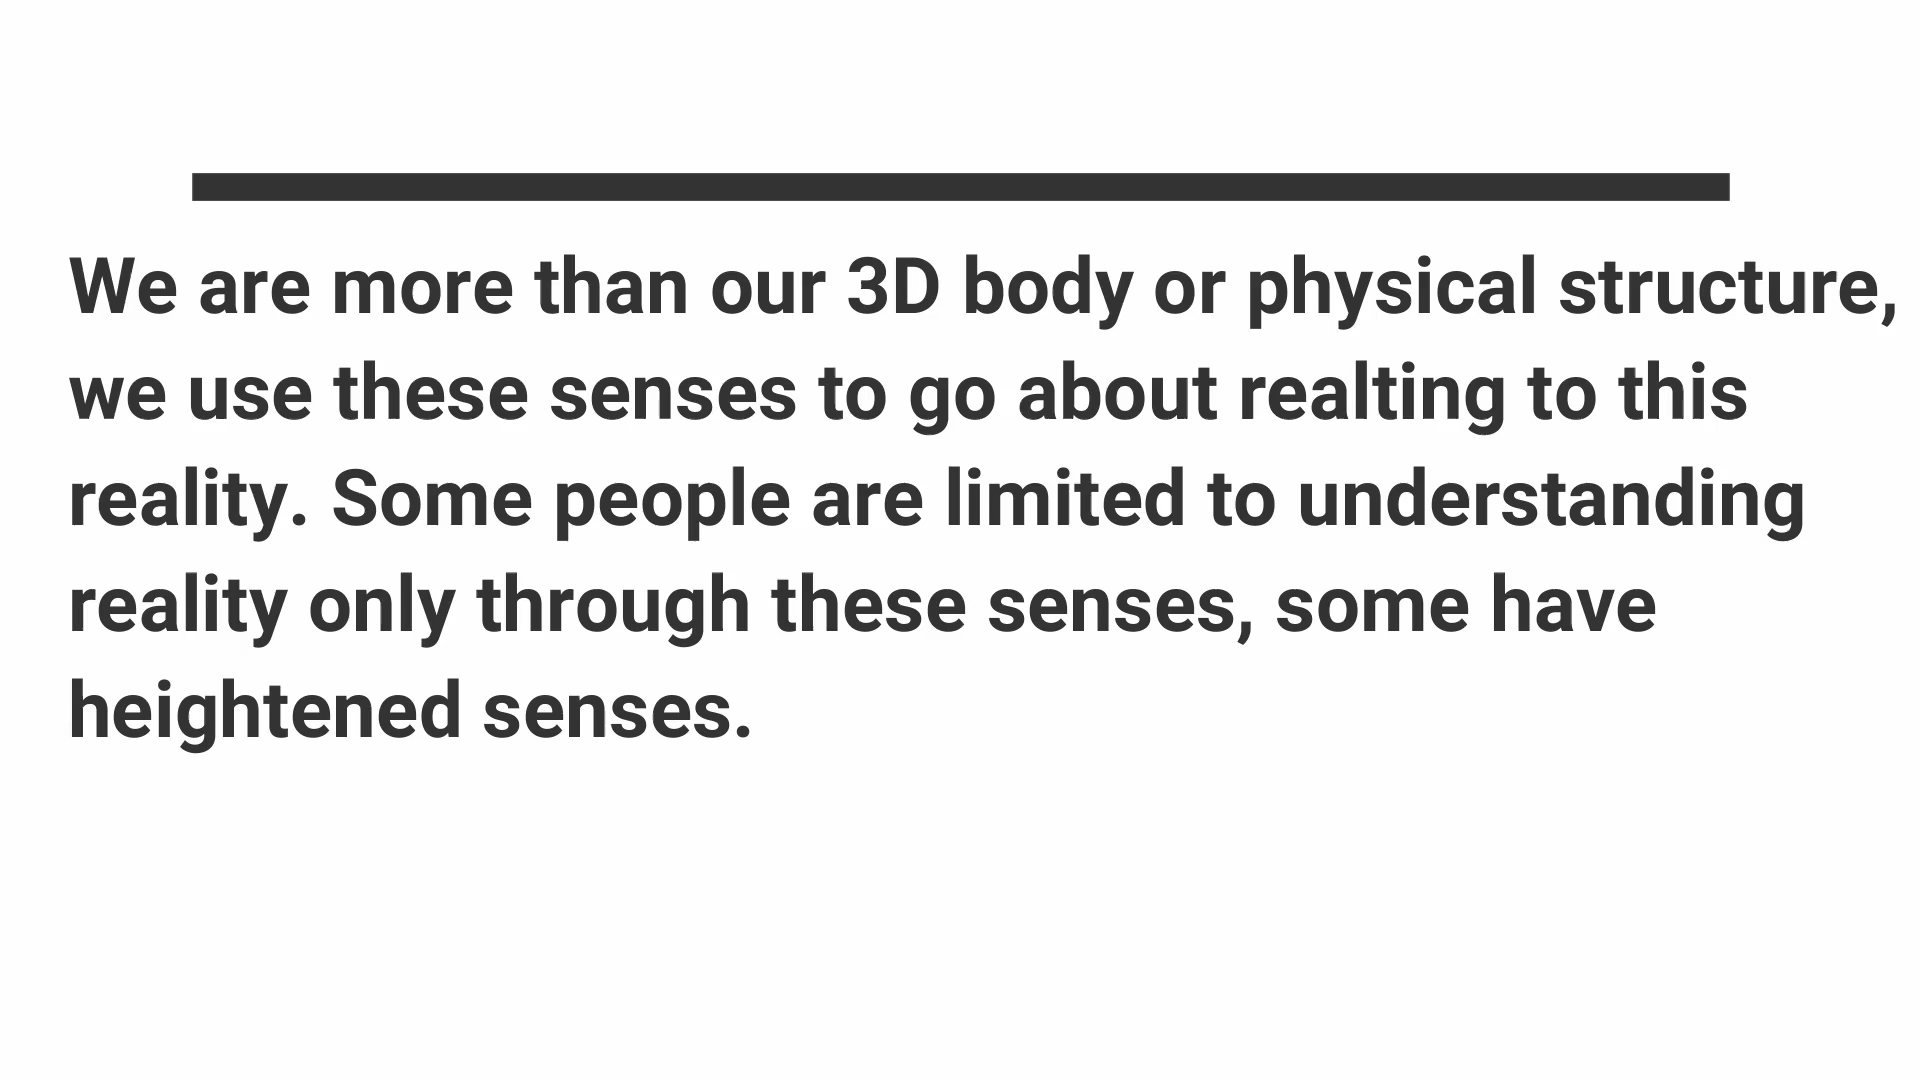 We are more than our 3D body or physical structure,
we use these senses to go about realting to this
reality. Some people are limited to understanding
reality only through these senses, some have
heightened senses.